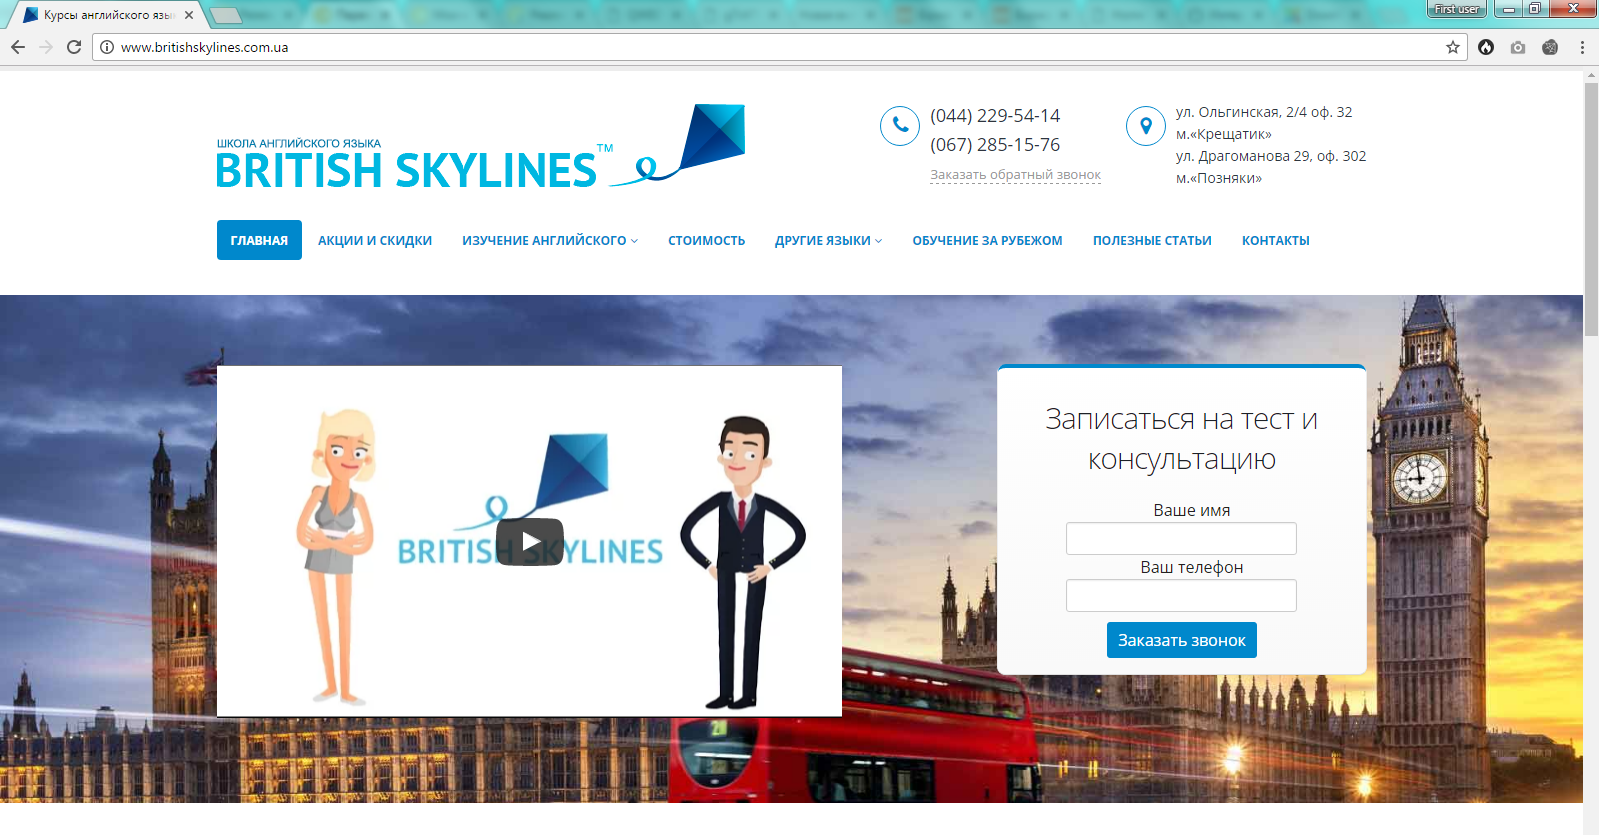 Курсы английского язы
First user
www.britishskylines.com.ua
ШКОЛА АНГЛИЙСКОГО ЯЗЫКА
BRITISH SKYLINES™
(044) 229-54-14
(067) 285-15-76
Заказать обратный звонок
ул. Ольгинская, 2/4 оф. 32
м.«Крещатик»
ул. Драгоманова 29, оф. 302
м.«Позняки»
ГЛАВНАЯ АКЦИИ И СКИДКИ ИЗУЧЕНИЕ АНГЛИЙСКОГО СТОИМОСТЬ ДРУГИЕ ЯЗЫКИ ОБУЧЕНИЕ ЗА РУБЕЖОМ ПОЛЕЗНЫЕ СТАТЬИ КОНТАКТЫ
BRITISH SKYLINES
Записаться на тест и
консультацию
Ваше имя
Ваш телефон
Заказать звонок